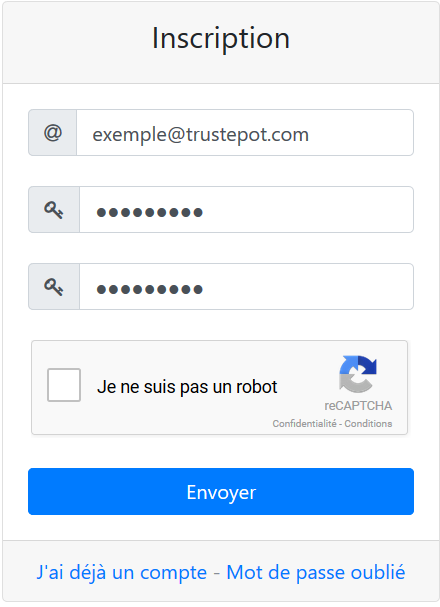 Inscription
@
exemple@trustepot.com
●●●●●●●●●
●●●●●●●●●
Je ne suis pas un robot
reCAPTCHA
Confidentialité - Conditions
Envoyer
J'ai déjà un compte - Mot de passe oublié